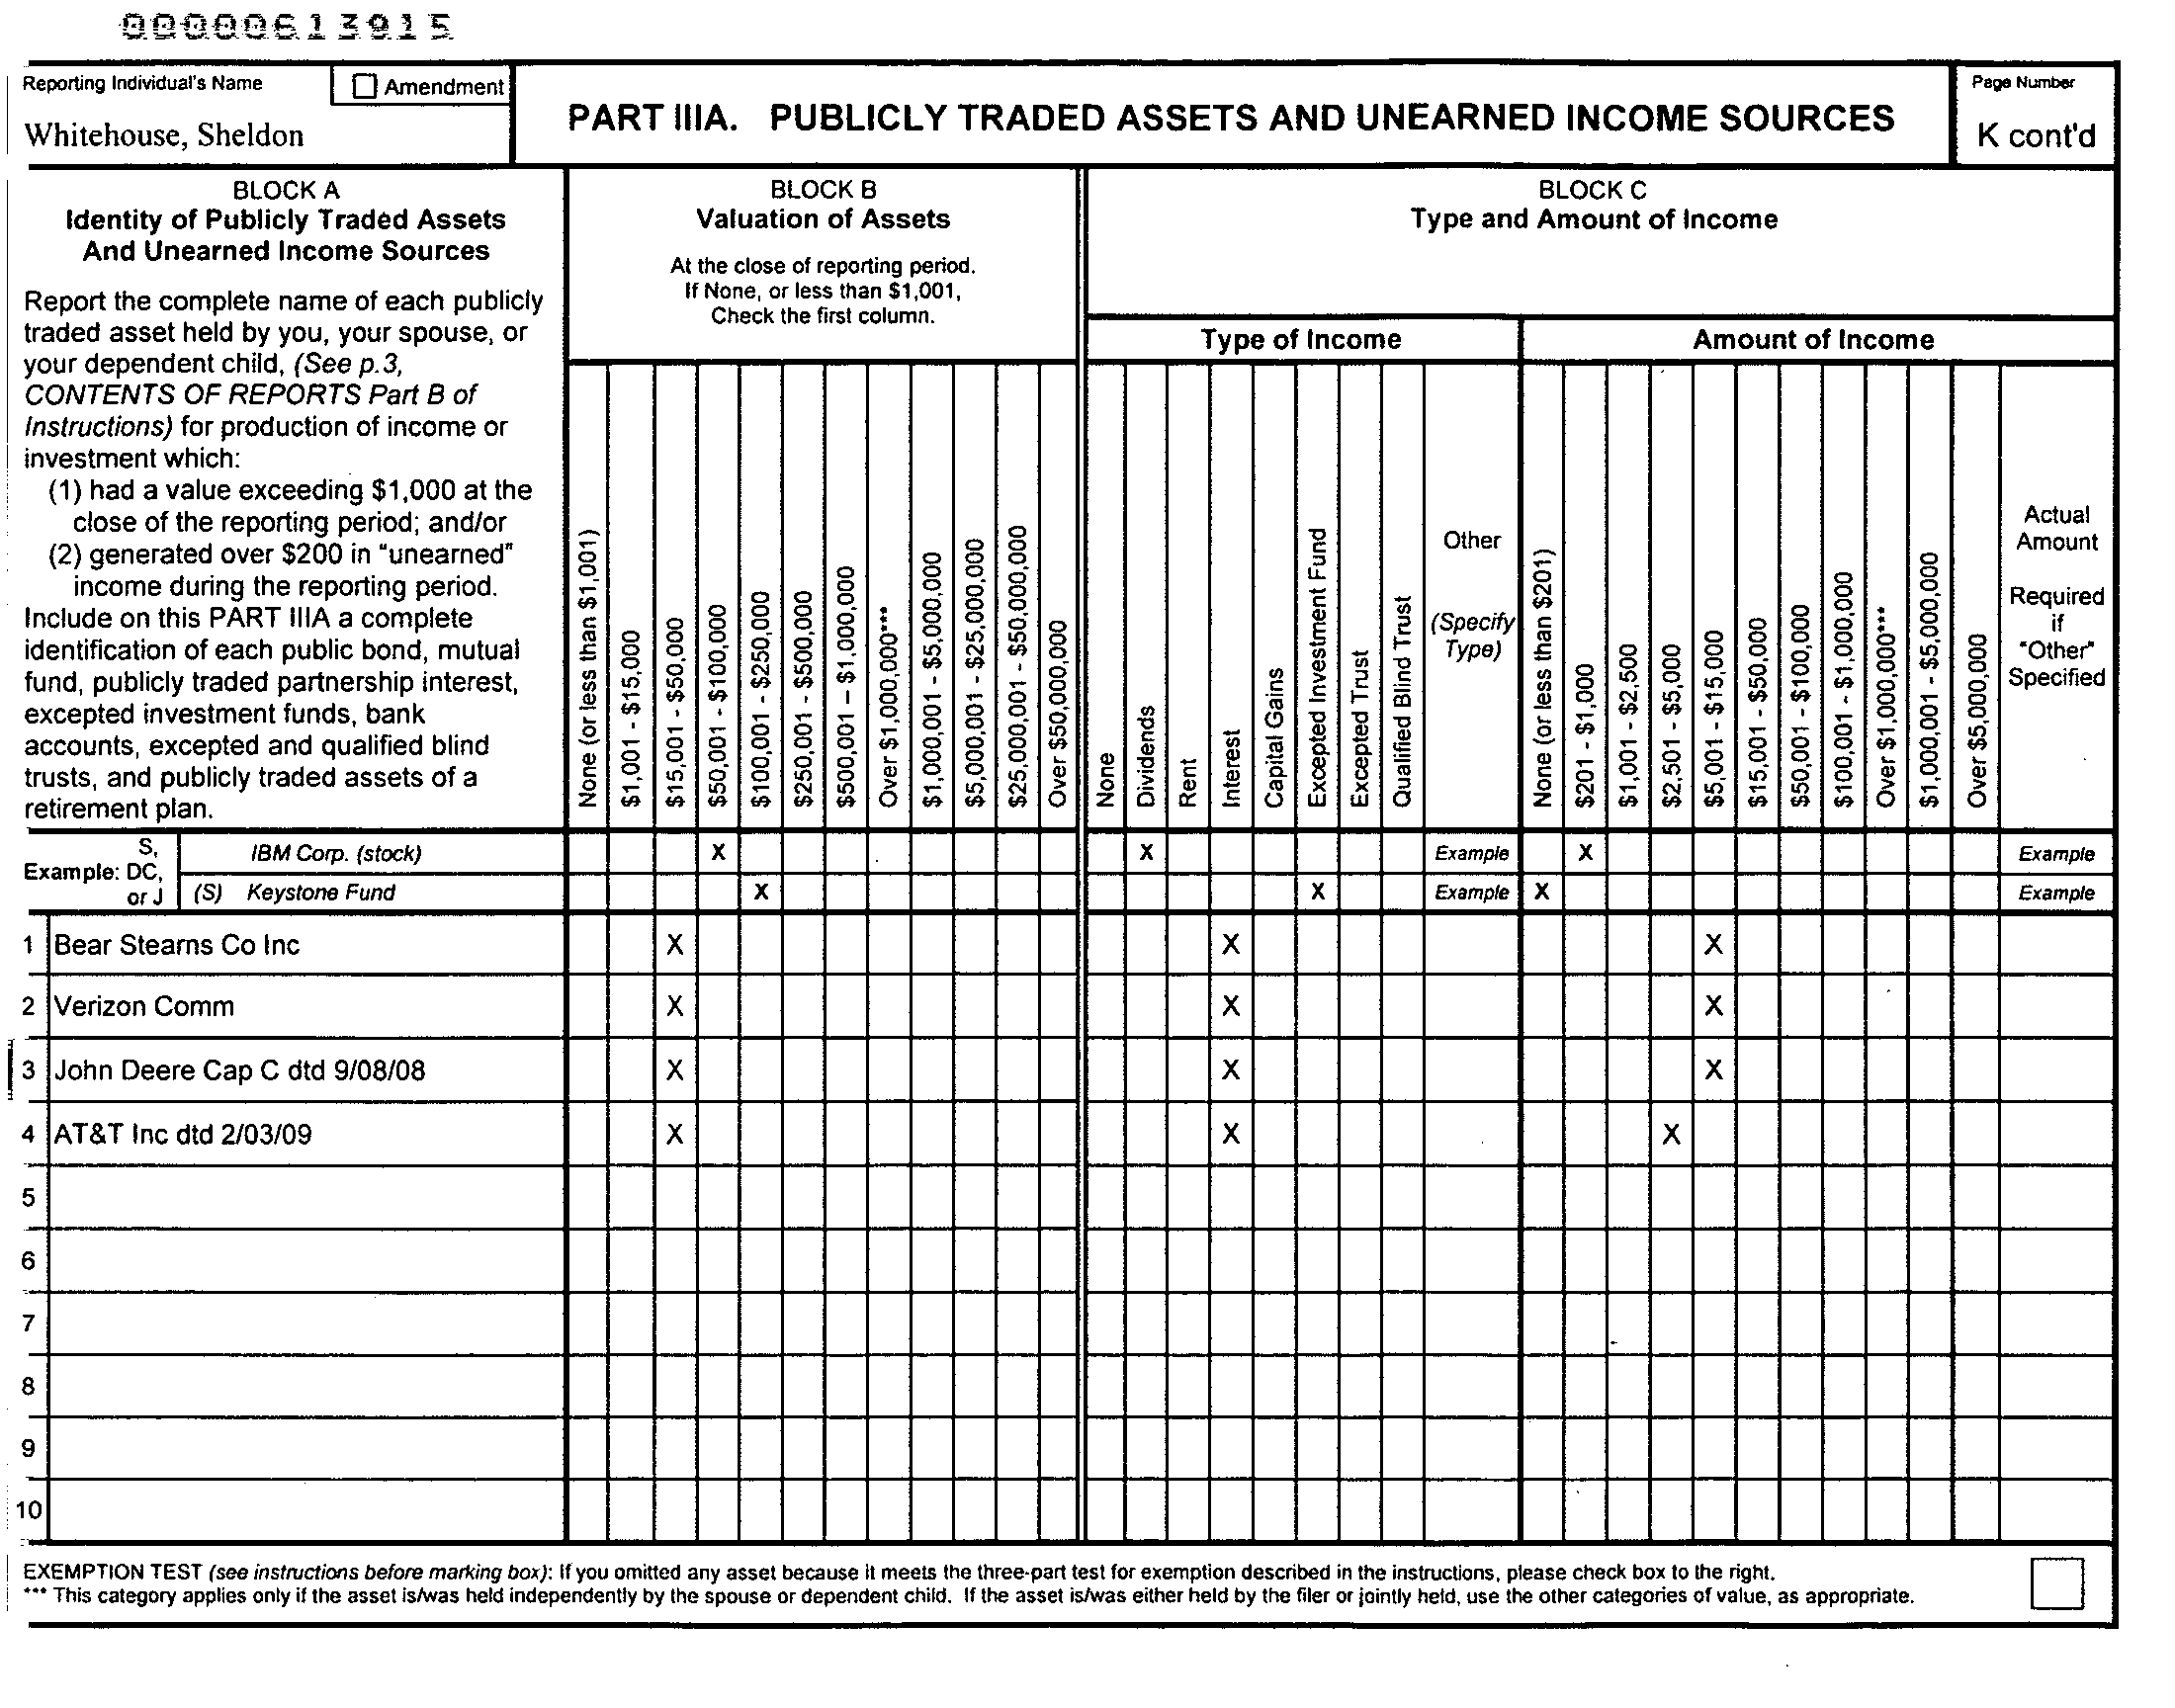 00000613915
Reporting Individual's Name
Amendment
Whitehouse, Sheldon
PART IIIA. PUBLICLY TRADED ASSETS AND UNEARNED INCOME SOURCES
Page Number
K cont'd
BLOCK A
Identity of Publicly Traded Assets
And Unearned Income Sources
Report the complete name of each publicly
traded asset held by you, your spouse, or
your dependent child, (See p.3,
CONTENTS OF REPORTS Part B of
Instructions) for production of income or
investment which:
(1) had a value exceeding $1,000 at the
close of the reporting period; and/or
(2) generated over $200 in "unearned"
income during the reporting period.
Include on this PART IIIA a complete
identification of each public bond, mutual
fund, publicly traded partnership interest,
excepted investment funds, bank
accounts, excepted and qualified blind
trusts, and publicly traded assets of a
retirement plan.
BLOCK B
Valuation of Assets
At the close of reporting period.
If None, or less than $1,001,
Check the first column.
BLOCK C
Type and Amount of Income
Type of Income
Amount of Income
None (or less than $1,001)
$1,001 - $15,000
$15,001 - $50,000
$50,001 - $100,000
$100,001 - $250,000
$250,001 - $500,000
$500,001 – $1,000,000
Over $1,000,000***
$1,000,001 - $5,000,000
$5,000,001 - $25,000,000
$25,000,001 - $50,000,000
Over $50,000,000
None
Dividends
Rent
Interest
Capital Gains
Excepted Investment Fund
Excepted Trust
Qualified Blind Trust
Other
(Specify
Type)
None (or less than $201)
$201 - $1,000
$1,001 - $2,500
$2,501 - $5,000
$5,001 - $15,000
$15,001 - $50,000
$50,001 - $100,000
$100,001 - $1,000,000
Over $1,000,000***
$1,000,001 - $5,000,000
Over $5,000,000
Actual
Amount
Required
if
"Other"
Specified
Example:
S,
DC,
or J
IBM Corp. (stock) X X Example X Example
(S) Keystone Fund X X Example X Example
1 Bear Stearns Co Inc X X X
2 Verizon Comm X X X
3 John Deere Cap C dtd 9/08/08 X X X
4 AT&T Inc dtd 2/03/09 X X X
5
6
7
8
9
10
EXEMPTION TEST (see instructions before marking box): If you omitted any asset because it meets the three-part test for exemption described in the instructions, please check box to the right.
*** This category applies only if the asset is/was held independently by the spouse or dependent child. If the asset is/was either held by the filer or jointly held, use the other categories of value, as appropriate.